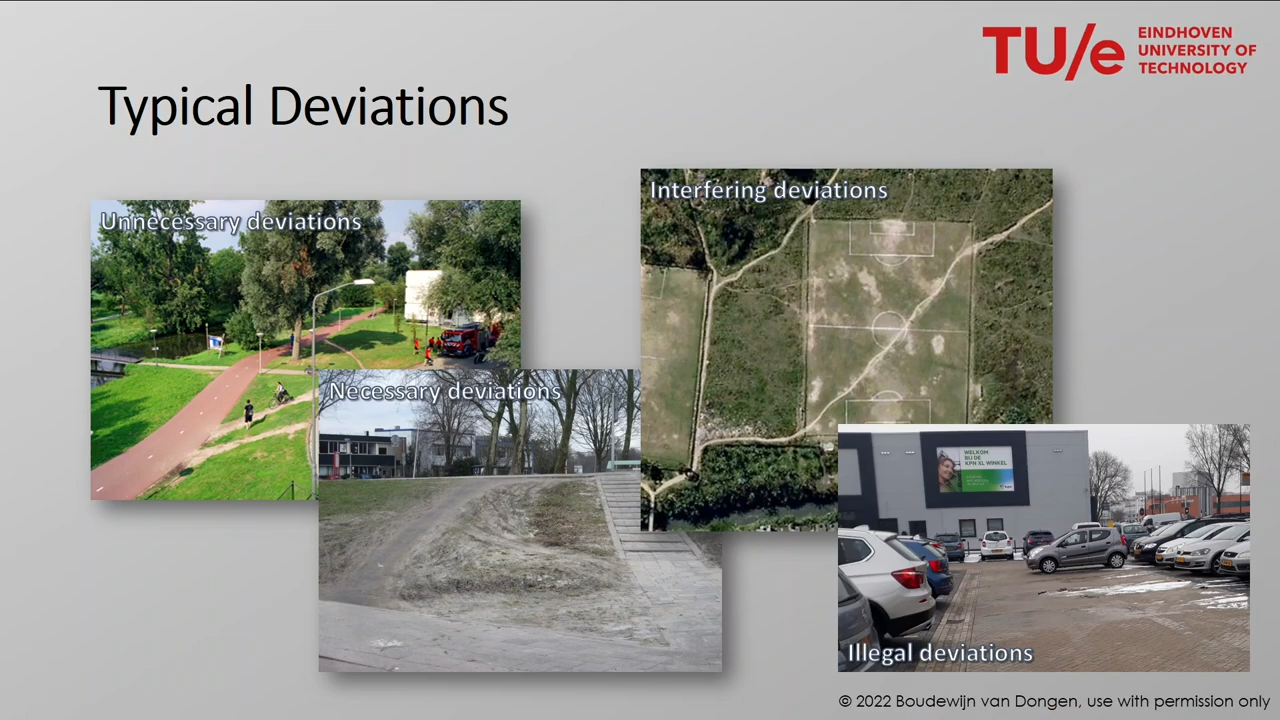 TU/e
EINDHOVEN
UNIVERSITY OF
TECHNOLOGY
Typical Deviations
Unnecessary deviations
Interfering deviations
Necessary deviations
WELKOM
BIJ DE
KPN XL WINKEL
kpn
Illegal deviations
© 2022 Boudewijn van Dongen, use with permission only